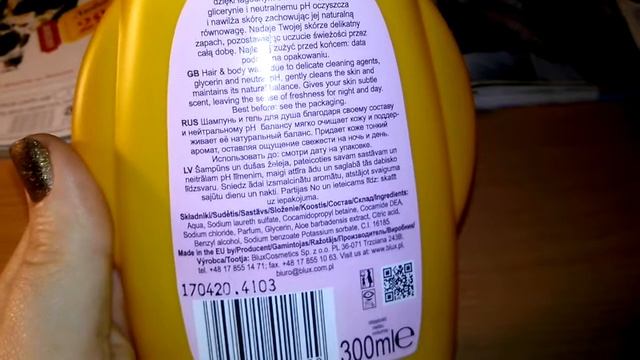 dzięki łagodny
glicerynie i neutralnemu pH oczyszcza
i nawilża skórę zachowując jej naturalną
równowagę. Nadaje Twojej skórze delikatny
zapach, pozostawiając uczucie świeżości przez
całą dobę. zużyć przed końcem: data
na opakowaniu.
GB Hair & body due to delicate cleaning agents,
glycerin and neutral pH, gently cleans the skin and
maintains its natural balance. Gives your skin subtle
scent, leaving the sense of freshness for night and day.
Best before: see the packaging.
RUS Шампунь и гель для душа благодаря своему составу
и нейтральному pH балансу мягко очищает кожу и поддер-
живает её натуральный баланс. Придает коже тонкий
аромат, оставляя ощущение свежести на ночь и день.
Использовать до: смотри дату на упаковке.
LV Šampūns un dušas želeja, pateicoties savam sastāvam un
neitrālam pH līmenim, maigi attīra ādu un saglabā tās dabisko
līdzsvaru. Sniedz ādai izsmalcinātu aromātu, atstājot svaiguma
sajūtu dienu un nakti. Partijas No un ieteicams līdz: skatīt
uz iepakojuma.
Składniki/Sudėtis/Sastāvs/Složenie/Koostis/Состав/Склад/Ingredients:
Aqua, Sodium laureth sulfate, Cocamidopropyl betaine, Cocamide DEA,
Sodium chloride, Parfum, Glycerin, Aloe barbadensis extract, Citric acid,
Benzyl alcohol, Sodium benzoate Potassium sorbate, C.I. 16185.
Made in the EU by/Producent/Gamintojas/Ražotājs/Производитель/Виробник/
Výrobca/Tootja: BluxCosmetics Sp. z o.o. PL 36-071 Trzciana 243B;
tel. +48 17 855 14 71; fax. +48 17 855 10 63. Visit us at: www.blux.pl.
biuro@blux.com.pl
170420.4103
300ml℮